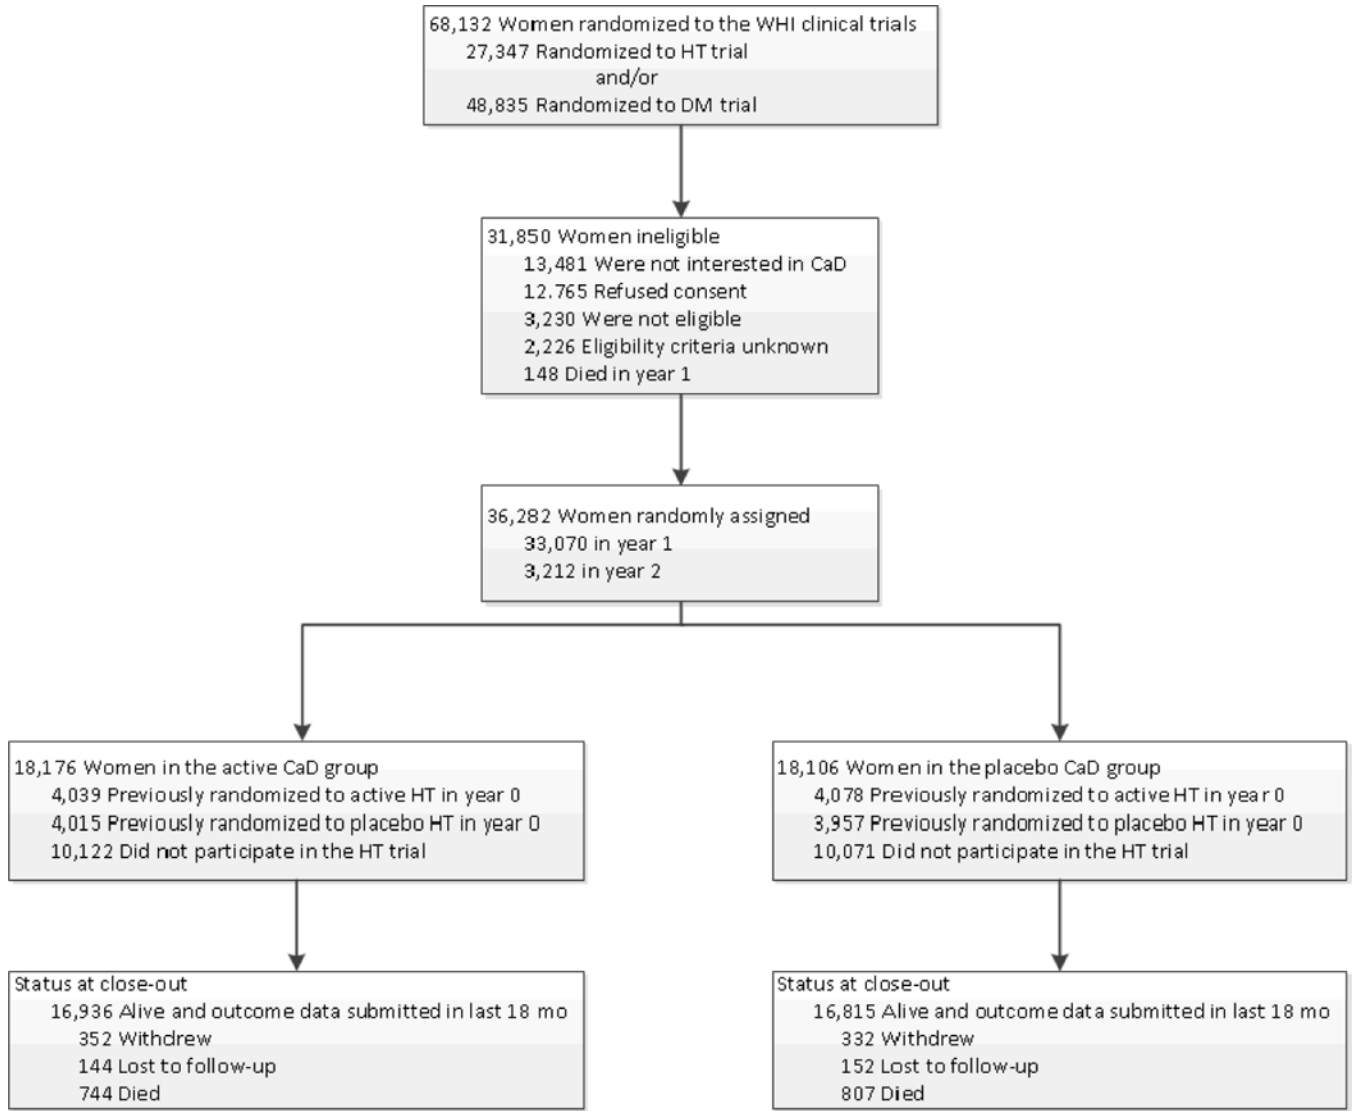 68,132 Women randomized to the WHI clinical trials
27,347 Randomized to HT trial
and/or
48,835 Randomized to DM trial
31,850 Women ineligible
13,481 Were not interested in CaD
12.765 Refused consent
3,230 Were not eligible
2,226 Eligibility criteria unknown
148 Died in year 1
36,282 Women randomly assigned
33,070 in year 1
3,212 in year 2
18,176 Women in the active CaD group
4,039 Previously randomized to active HT in year 0
4,015 Previously randomized to placebo HT in year 0
10,122 Did not participate in the HT trial
18,106 Women in the placebo CaD group
4,078 Previously randomized to active HT in year 0
3,957 Previously randomized to placebo HT in year 0
10,071 Did not participate in the HT trial
Status at close-out
16,936 Alive and outcome data submitted in last 18 mo
352 Withdrew
144 Lost to follow-up
744 Died
Status at close-out
16,815 Alive and outcome data submitted in last 18 mo
332 Withdrew
152 Lost to follow-up
807 Died